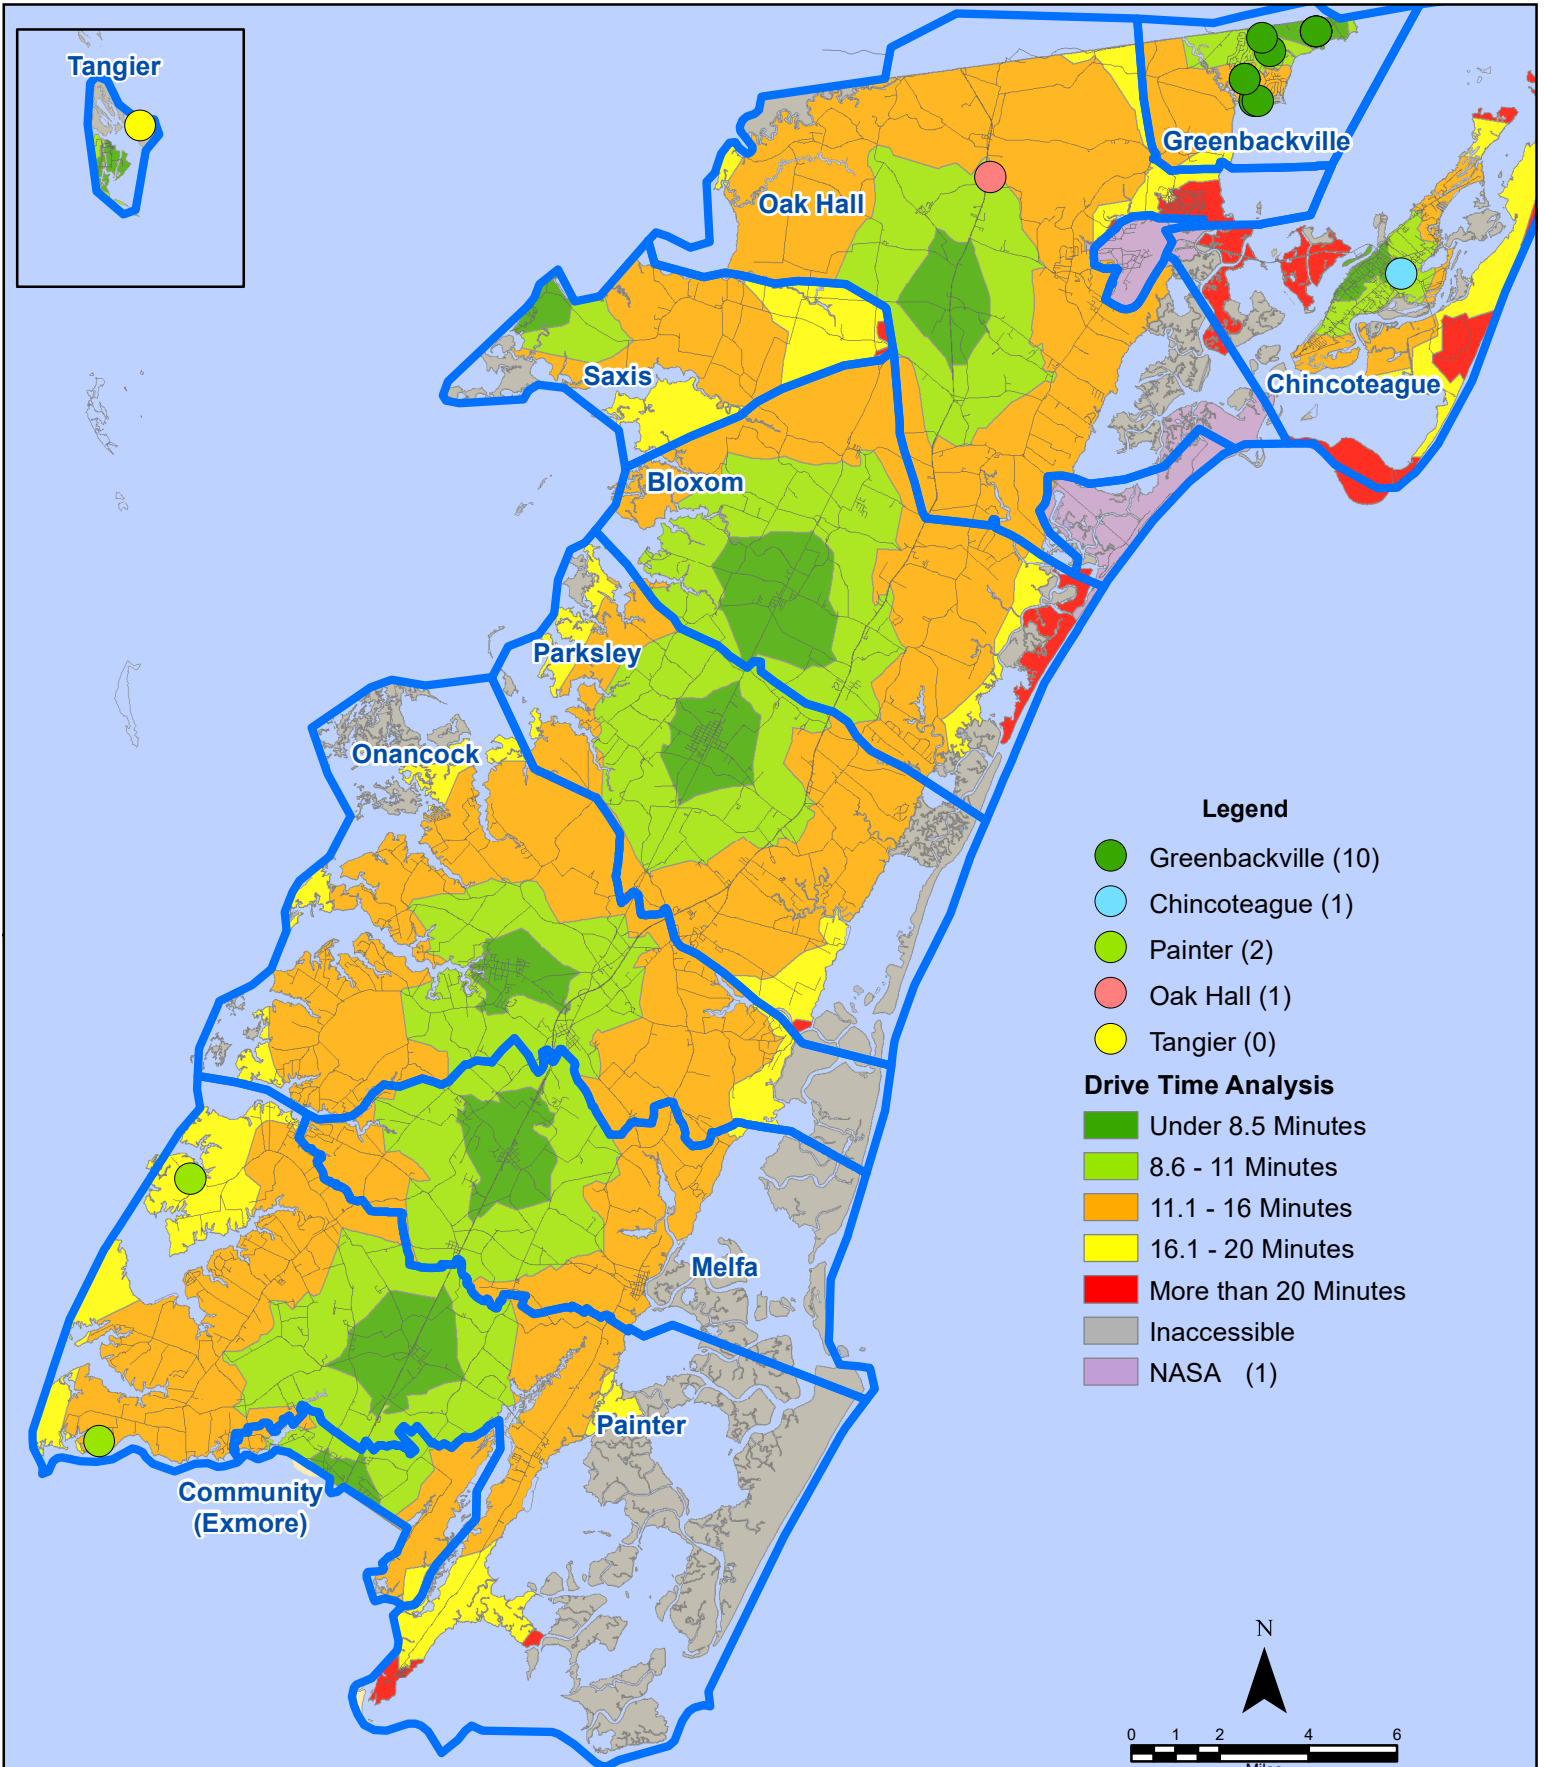 Tangier
Greenbackville
Oak Hall
Saxis
Chincoteague
Bloxom
Parksley
Onancock
Melfa
Painter
Community
(Exmore)
Legend
Greenbackville (10)
Chincoteague (1)
Painter (2)
Oak Hall (1)
Tangier (0)
Drive Time Analysis
Under 8.5 Minutes
8.6 - 11 Minutes
11.1 - 16 Minutes
16.1 - 20 Minutes
More than 20 Minutes
Inaccessible
NASA (1)
N
0 1 2 4 6
Miles